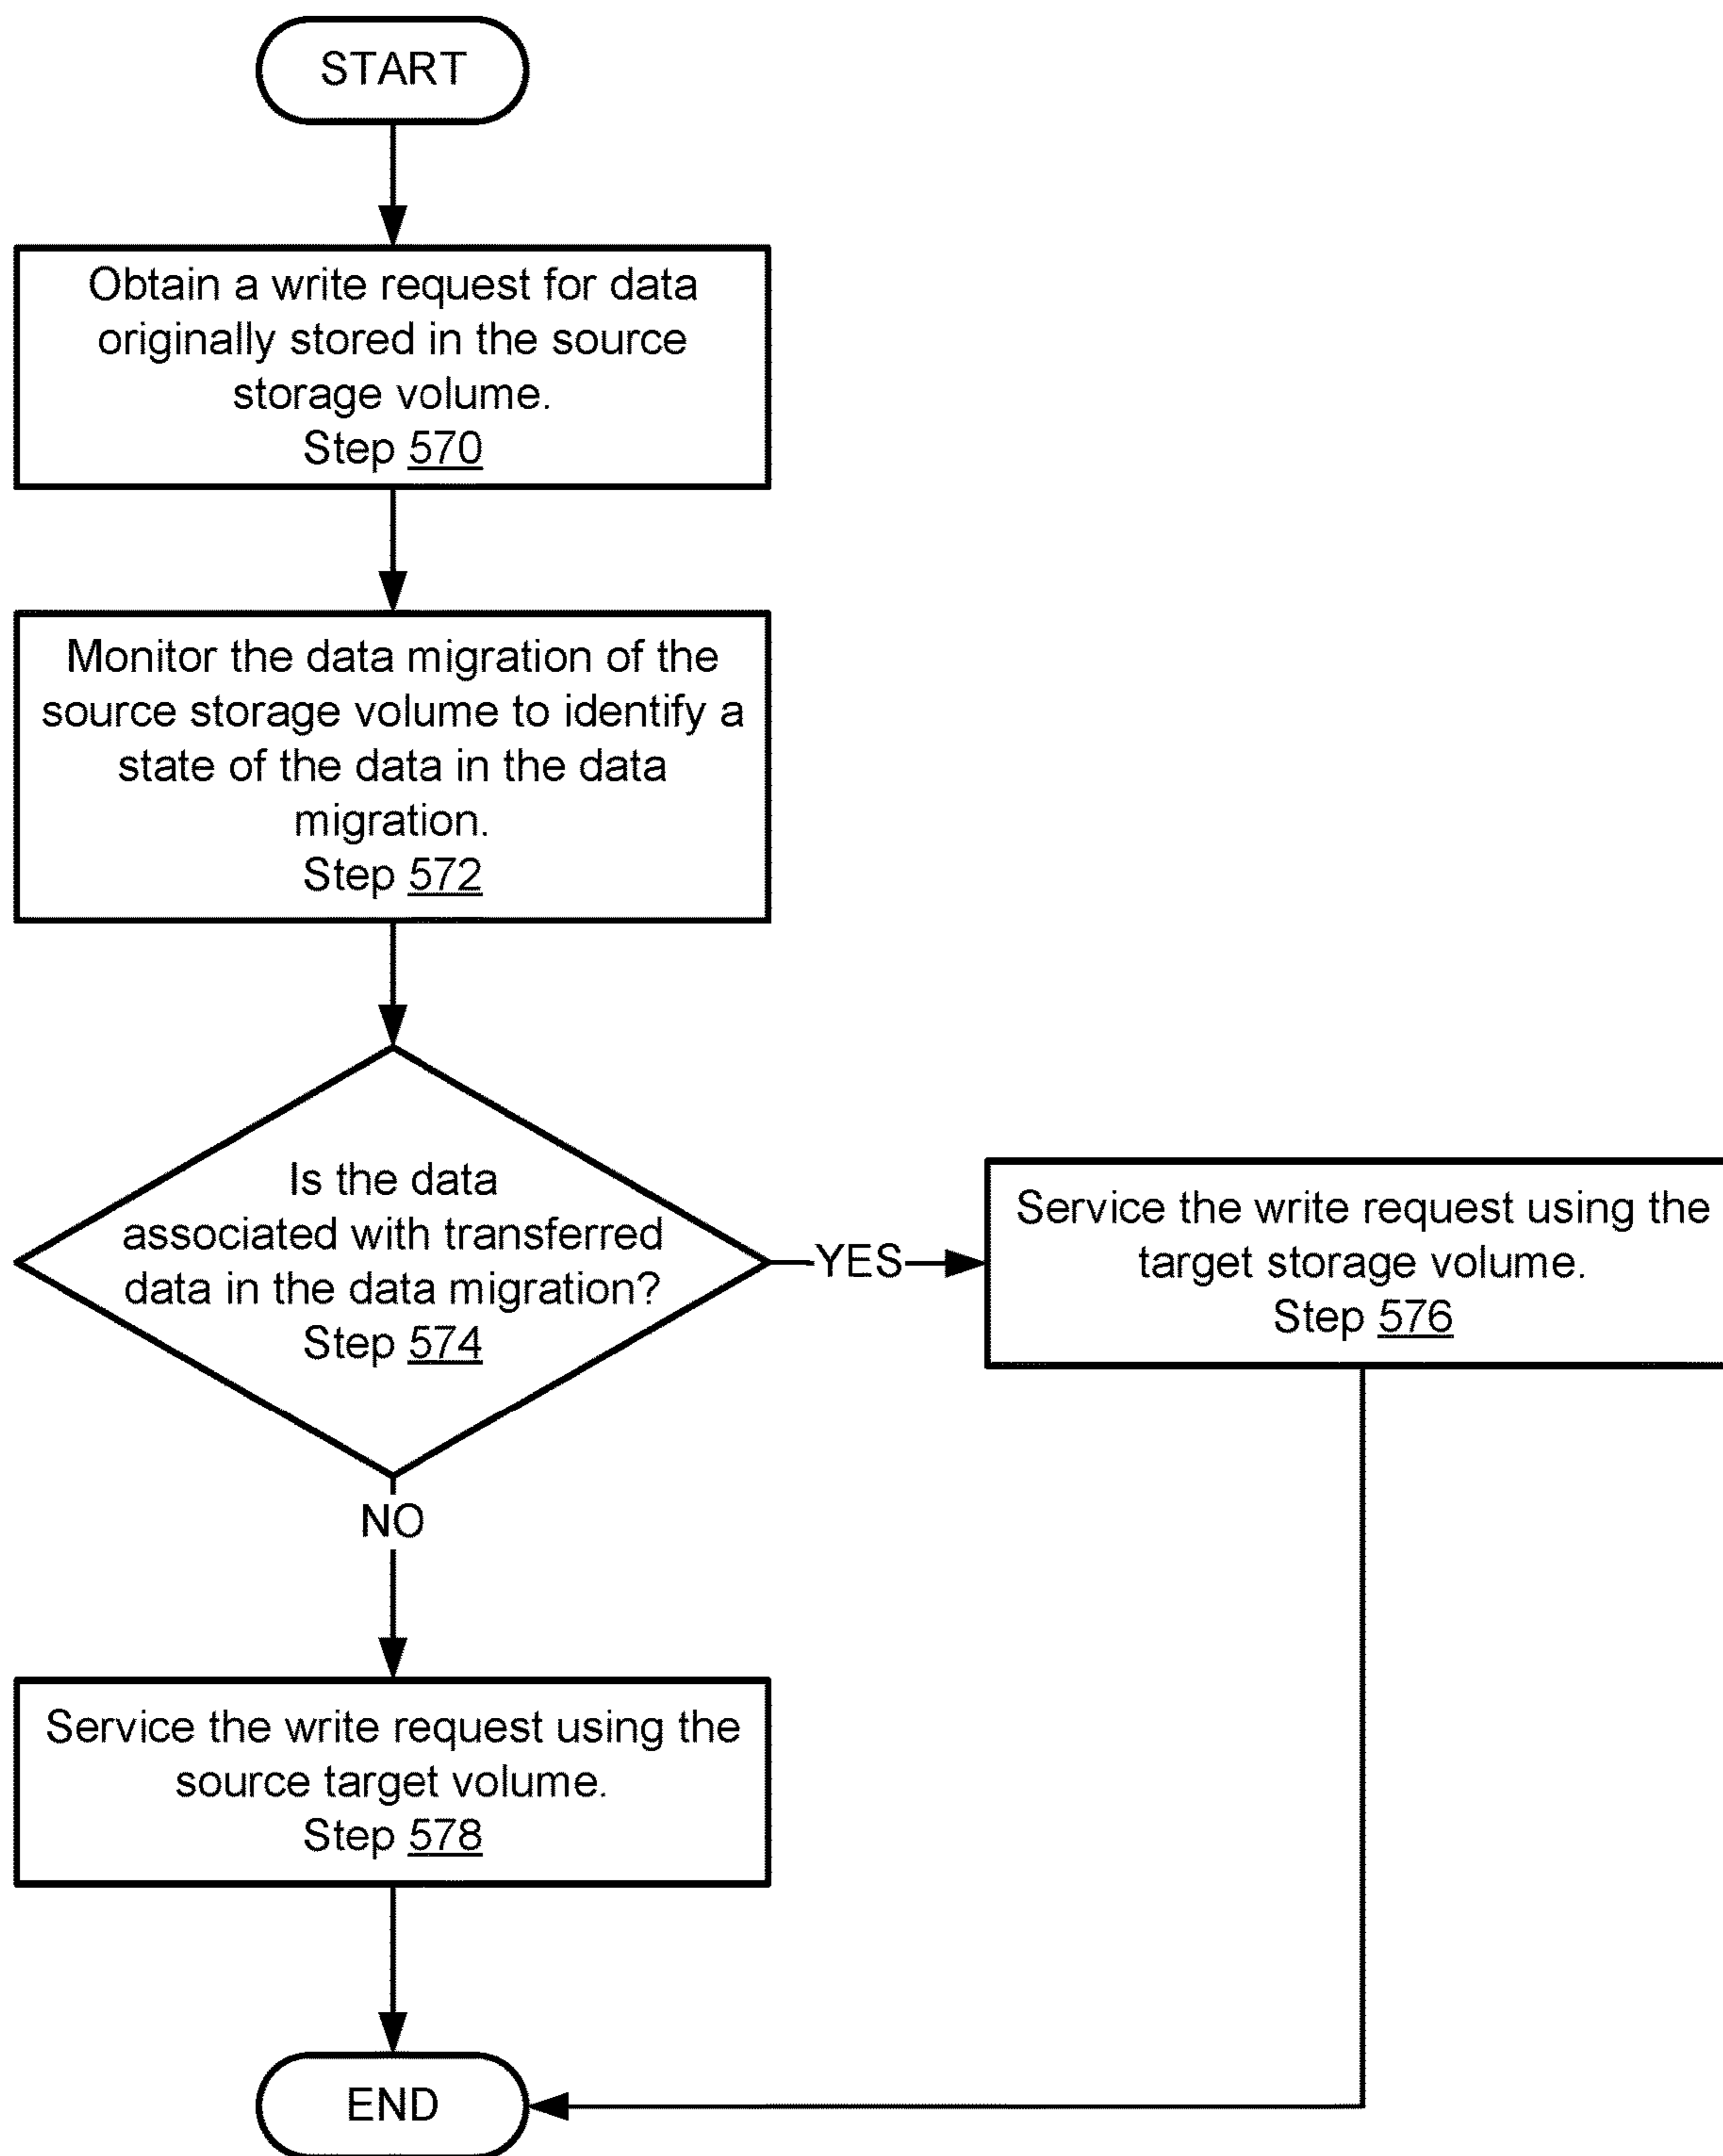 START
Obtain a write request for data
originally stored in the source
storage volume.
Step 570
Monitor the data migration of the
source storage volume to identify a
state of the data in the data
migration.
Step 572
Is the data
associated with transferred
data in the data migration?
Step 574
YES
Service the write request using the
target storage volume.
Step 576
NO
Service the write request using the
source target volume.
Step 578
END